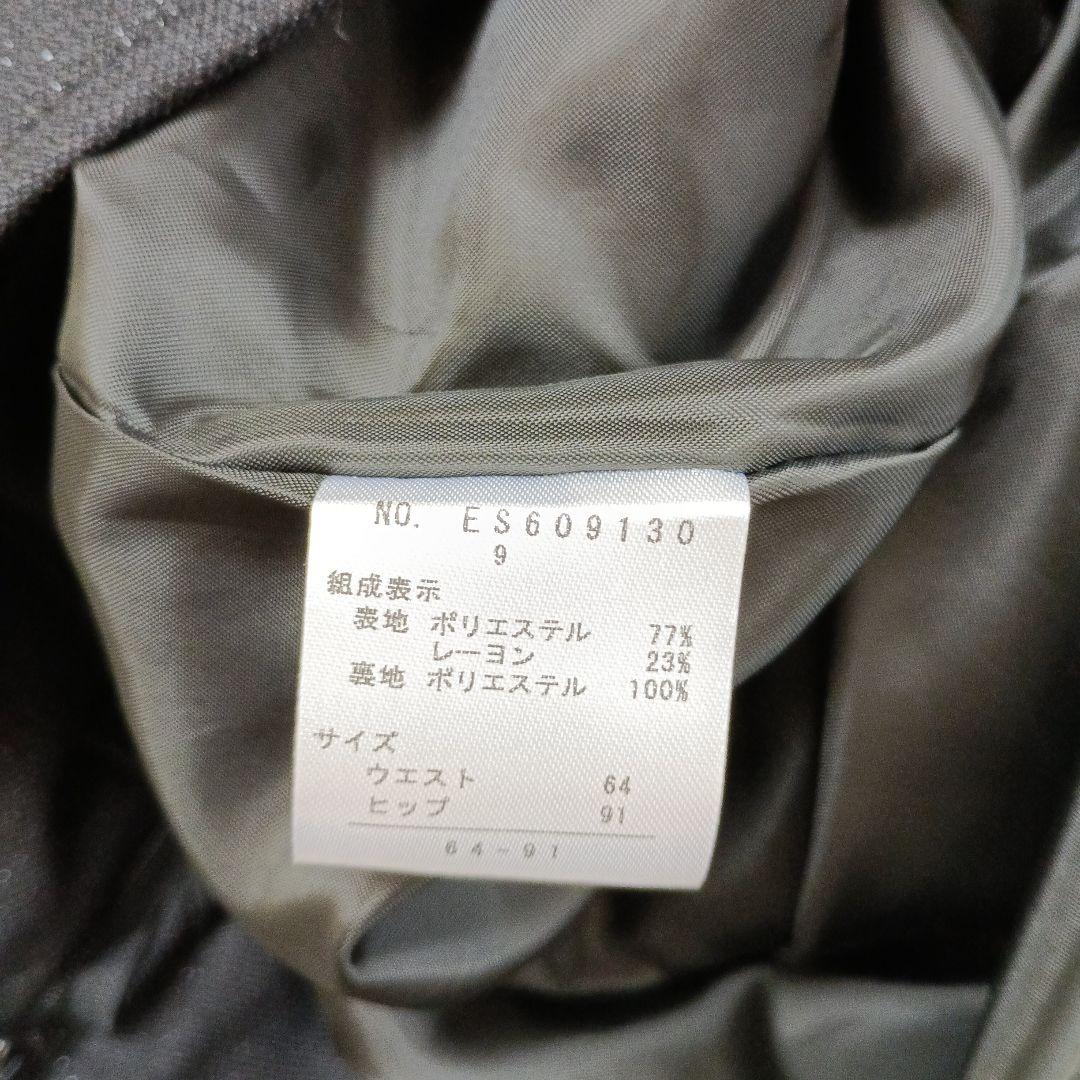 NO. ES609130
9
組成表示
表地 ポリエステル 77%
レーヨン 23%
裏地 ポリエステル 100%
サイズ
ウエスト 64
ヒップ 91
64-91